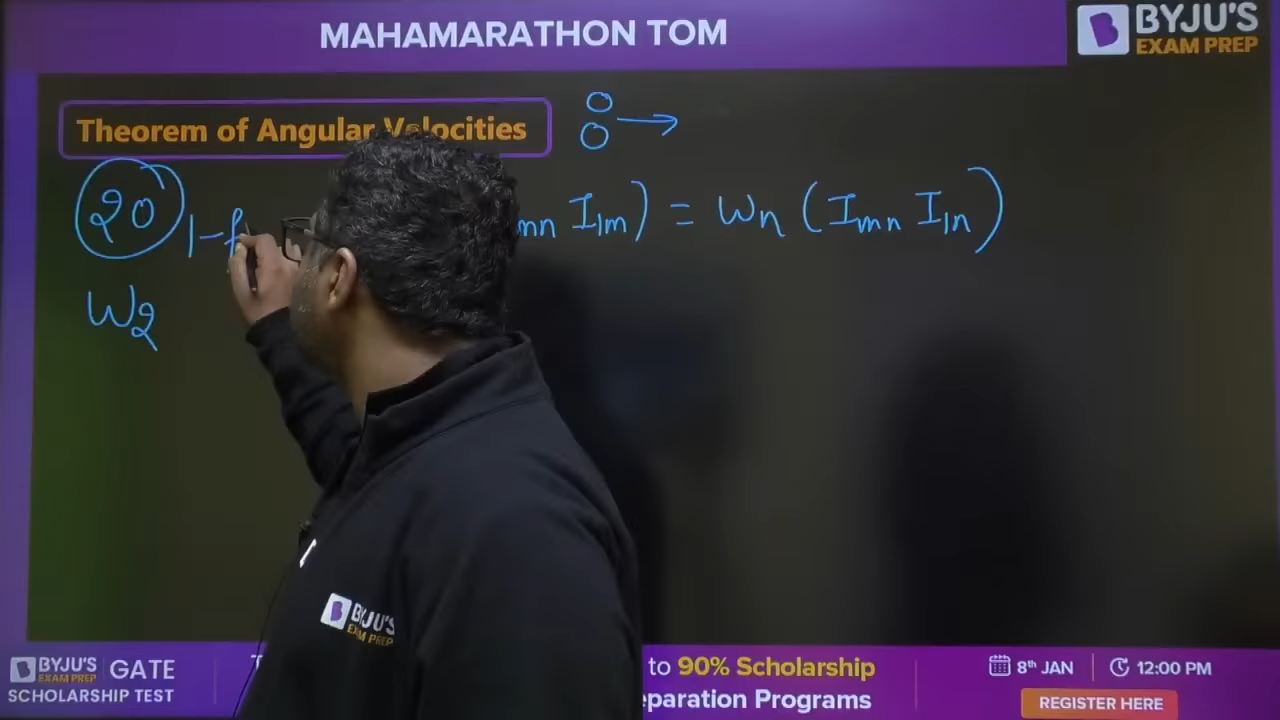 MAHAMARATHON TOM
BYJU'S
EXAM PREP
Theorem of Angular Velocities
20 1-f mn I1m) = Wn (Imn I1n)
W2
BYJU'S
EXAM PREP
BYJU'S
EXAM PREP
GATE
SCHOLARSHIP TEST
to 90% Scholarship
eparation Programs
8th JAN
12:00 PM
REGISTER HERE